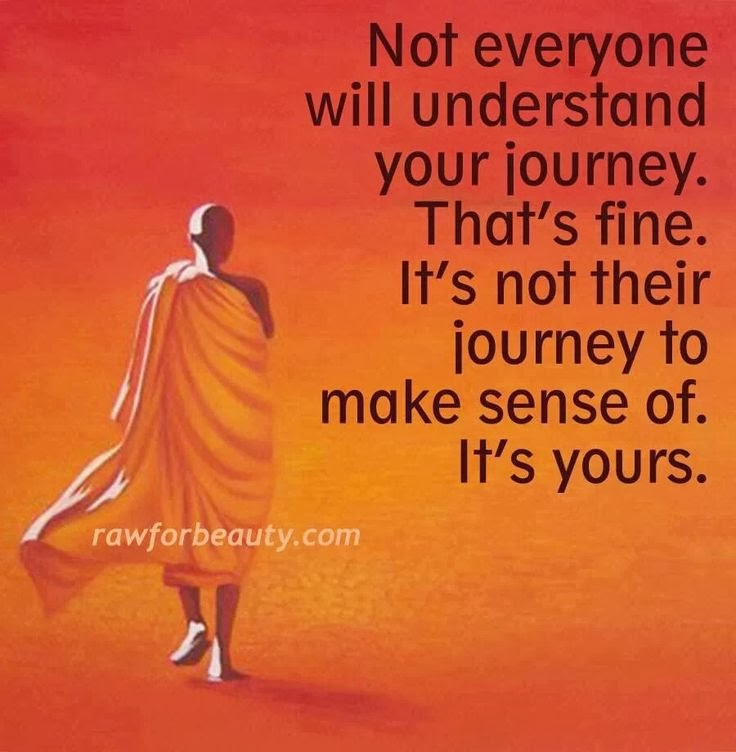 Not everyone
will understand
your journey.
That's fine.
It's not their
journey to
make sense of.
It's yours.
rawforbeauty.com